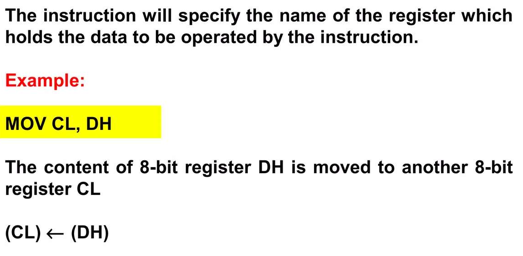 The instruction will specify the name of the register which
holds the data to be operated by the instruction.
Example:
MOV CL, DH
The content of 8-bit register DH is moved to another 8-bit
register CL
(CL) ← (DH)